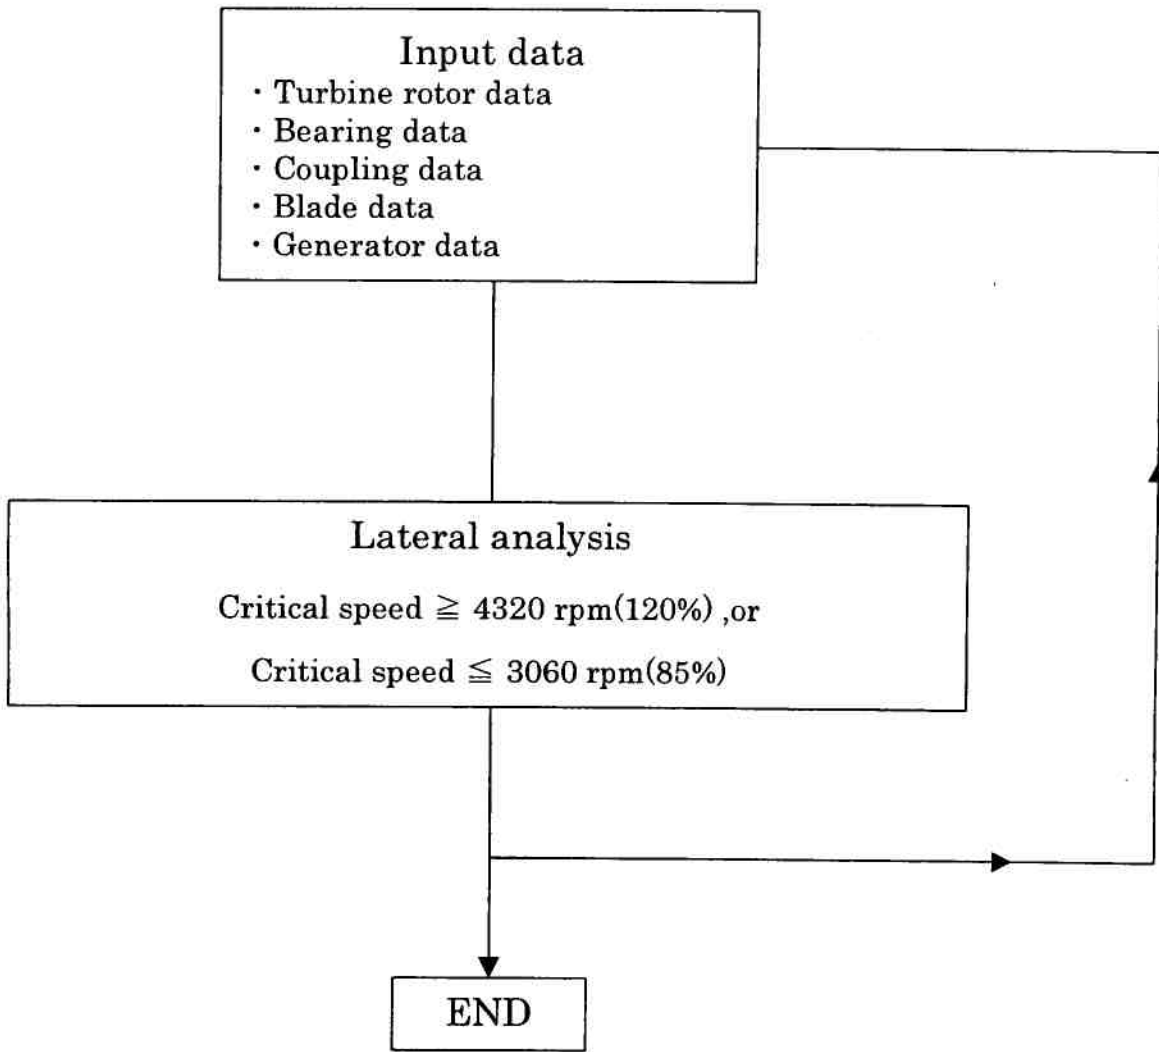 Input data
・Turbine rotor data
・Bearing data
・Coupling data
・Blade data
・Generator data
Lateral analysis
Critical speed ≧ 4320 rpm(120%) ,or
Critical speed ≦ 3060 rpm(85%)
END